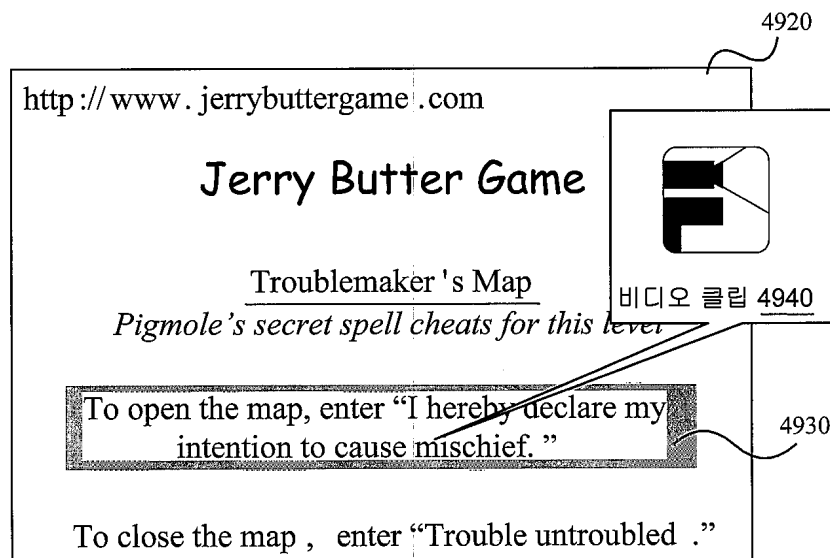 4920
http://www.jerrybuttergame.com
Jerry Butter Game
Troublemaker's Map
Pigmole's secret spell cheats for this level
비디오 클립 4940
To open the map, enter “I hereby declare my
intention to cause mischief.”
4930
To close the map, enter “Trouble untroubled.”